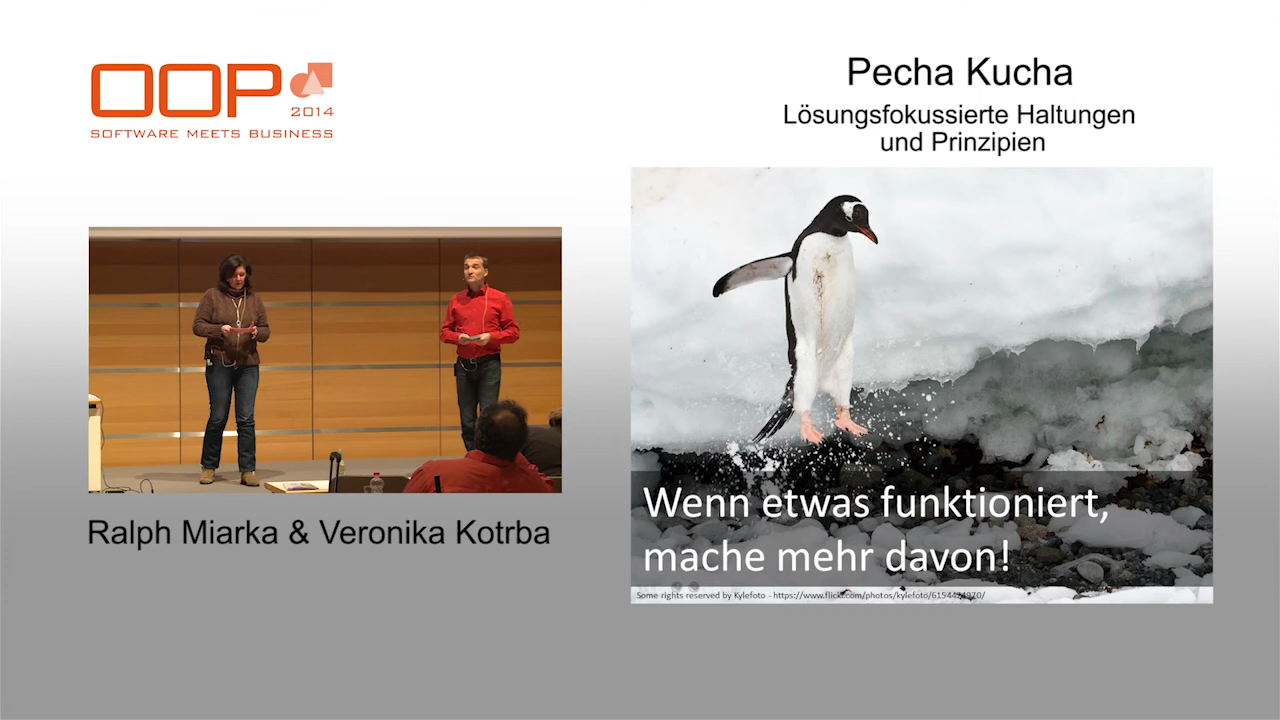 OOP
2014
SOFTWARE MEETS BUSINESS
Pecha Kucha
Lösungsfokussierte Haltungen
und Prinzipien
Wenn etwas funktioniert,
mache mehr davon!
Some rights reserved by Kylefoto - https://www.flickr.com/photos/kylefoto/6154424970/
Ralph Miarka & Veronika Kotrba